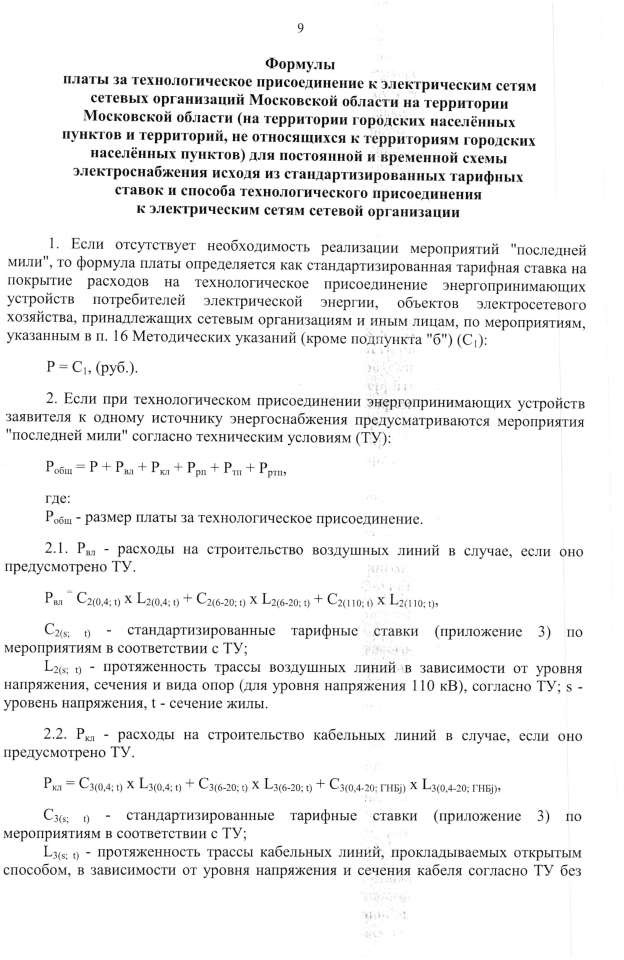 9
Формулы
платы за технологическое присоединение к электрическим сетям
сетевых организаций Московской области на территории
Московской области (на территории городских населённых
пунктов и территорий, не относящихся к территориям городских
населённых пунктов) для постоянной и временной схемы
электроснабжения исходя из стандартизированных тарифных
ставок и способа технологического присоединения
к электрическим сетям сетевой организации
1. Если отсутствует необходимость реализации мероприятий "последней
мили", то формула платы определяется как стандартизированная тарифная ставка на
покрытие расходов на технологическое присоединение энергопринимающих
устройств потребителей электрической энергии, объектов электросетевого
хозяйства, принадлежащих сетевым организациям и иным лицам, по мероприятиям,
указанным в п. 16 Методических указаний (кроме подпункта "б") (C₁):
P = C₁, (руб.).
2. Если при технологическом присоединении энергопринимающих устройств
заявителя к одному источнику энергоснабжения предусматриваются мероприятия
"последней мили" согласно техническим условиям (ТУ):
Pобщ = P + Pвл + Pкл + Pрп + Pтп + Pртп,
где:
Pобщ - размер платы за технологическое присоединение.
2.1. Pвл - расходы на строительство воздушных линий в случае, если оно
предусмотрено ТУ.
Pвл = C2(0,4; t) x L2(0,4; t) + C2(6-20; t) x L2(6-20; t) + C2(110; t) x L2(110; t),
C2(s; t) - стандартизированные тарифные ставки (приложение 3) по
мероприятиям в соответствии с ТУ;
L2(s; t) - протяженность трассы воздушных линий в зависимости от уровня
напряжения, сечения и вида опор (для уровня напряжения 110 кВ), согласно ТУ; s -
уровень напряжения, t - сечение жилы.
2.2. Pкл - расходы на строительство кабельных линий в случае, если оно
предусмотрено ТУ.
Pкл = C3(0,4; t) x L3(0,4; t) + C3(6-20; t) x L3(6-20; t) + C3(0,4-20; ГНБj) x L3(0,4-20; ГНБj),
C3(s; t) - стандартизированные тарифные ставки (приложение 3) по
мероприятиям в соответствии с ТУ;
L3(s; t) - протяженность трассы кабельных линий, прокладываемых открытым
способом, в зависимости от уровня напряжения и сечения кабеля согласно ТУ без